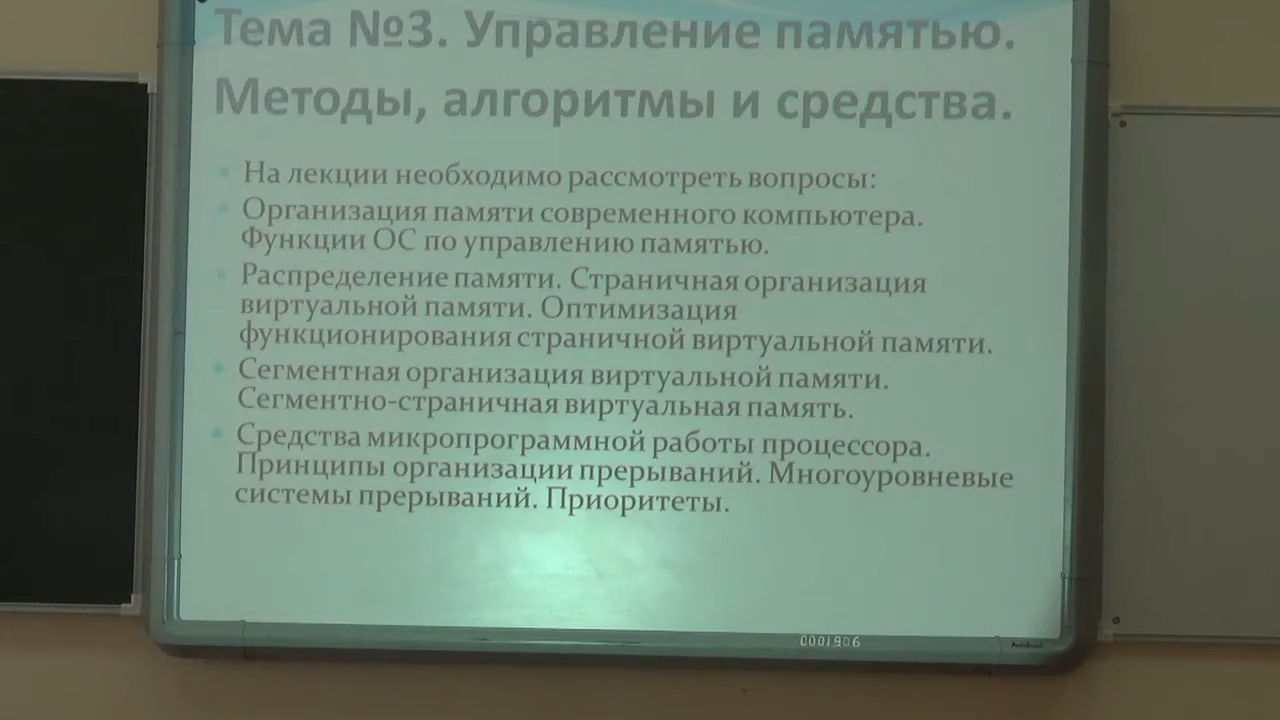 Тема №3. Управление памятью.
Методы, алгоритмы и средства.
На лекции необходимо рассмотреть вопросы:
Организация памяти современного компьютера.
Функции ОС по управлению памятью.
Распределение памяти. Страничная организация
виртуальной памяти. Оптимизация
функционирования страничной виртуальной памяти.
Сегментная организация виртуальной памяти.
Сегментно-страничная виртуальная память.
Средства микропрограммной работы процессора.
Принципы организации прерываний. Многоуровневые
системы прерываний. Приоритеты.
0001906